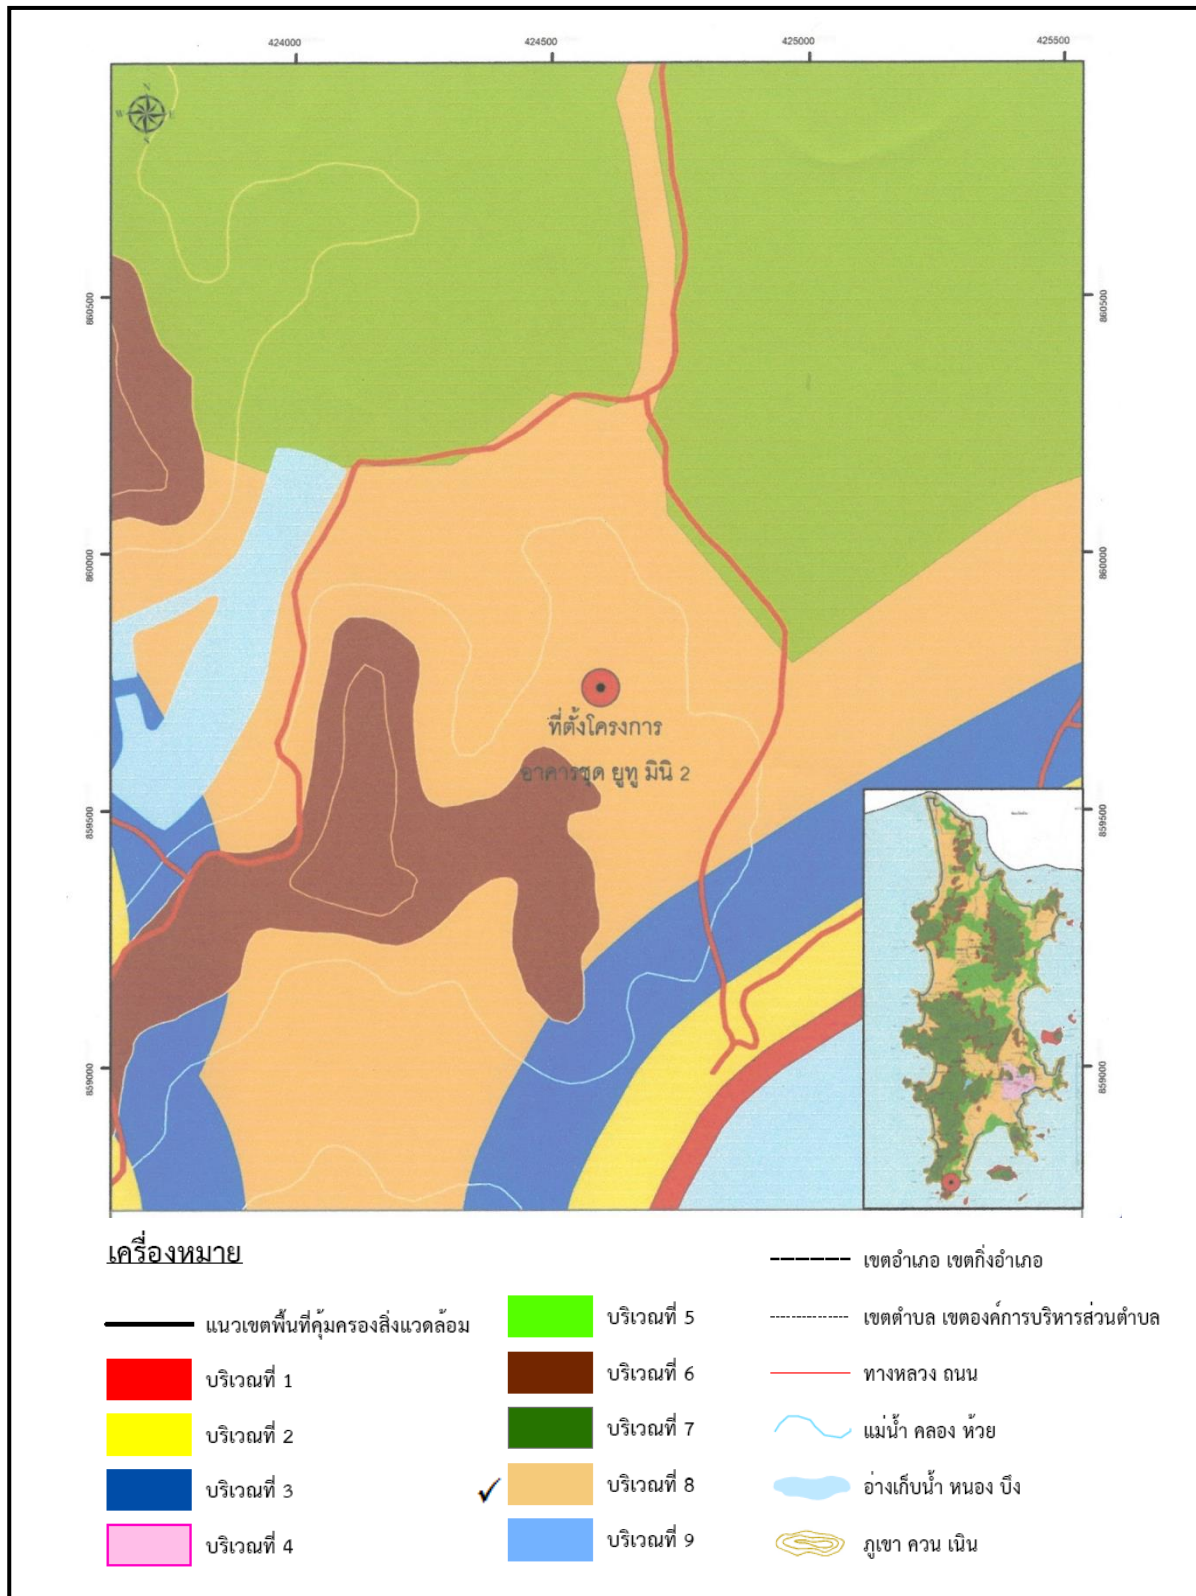 424000
424500
425000
425500
N
W
E
860500
860500
860000
860000
ที่ตั้งโครงการ
อาคารชุด ยูทู มินิ 2
859500
859500
859000
859000
เครื่องหมาย
แนวเขตพื้นที่คุ้มครองสิ่งแวดล้อม
บริเวณที่ 1
บริเวณที่ 2
บริเวณที่ 3
บริเวณที่ 4
บริเวณที่ 5
บริเวณที่ 6
บริเวณที่ 7
✓ บริเวณที่ 8
บริเวณที่ 9
เขตอำเภอ เขตกิ่งอำเภอ
เขตตำบล เขตองค์การบริหารส่วนตำบล
ทางหลวง ถนน
แม่น้ำ คลอง ห้วย
อ่างเก็บน้ำ หนอง บึง
ภูเขา ควน เนิน